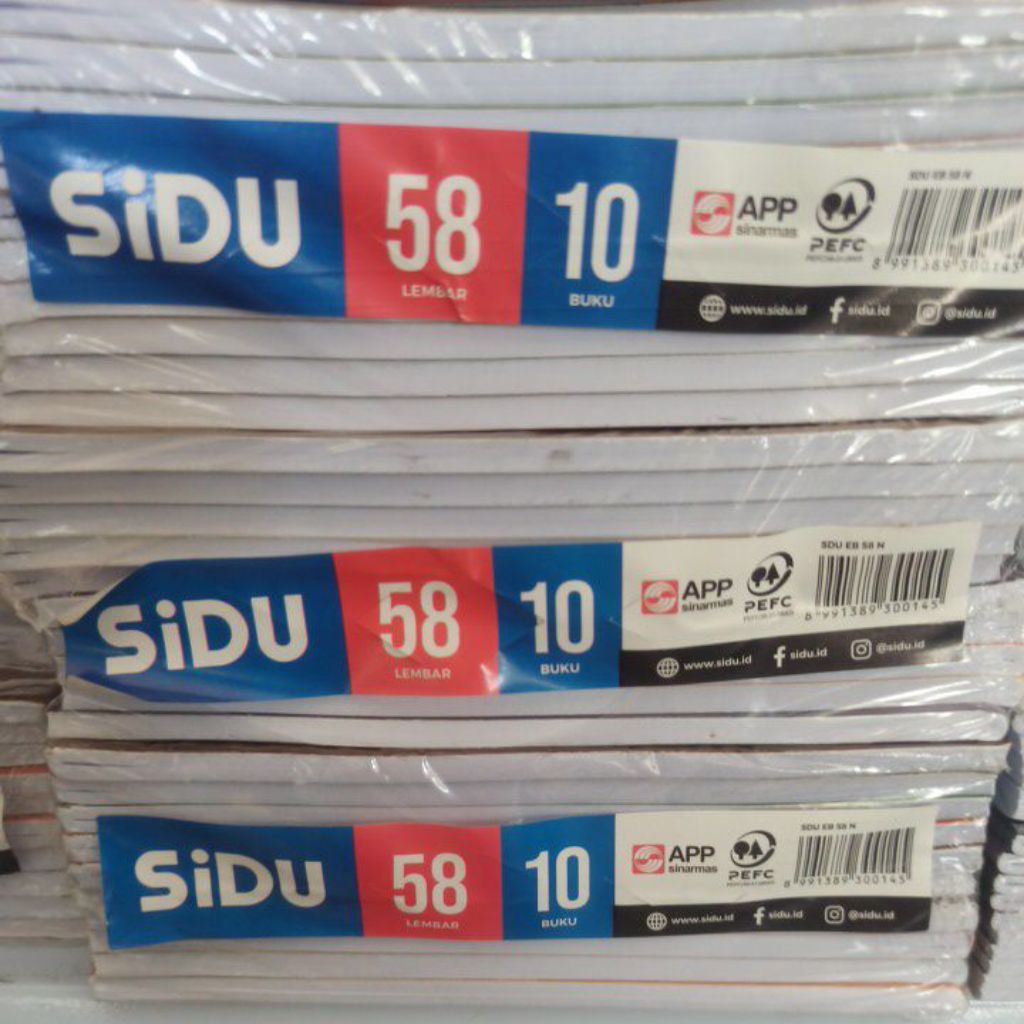 SiDU
58
LEMBAR
10
BUKU
APP
sinarmas
PEFC
SDU EB 58 N
8 991389 300145
www.sidu.id
sidu.id
@sidu.id
SiDU
58
LEMBAR
10
BUKU
APP
sinarmas
PEFC
SDU EB 58 N
8 991389 300145
www.sidu.id
sidu.id
@sidu.id
SiDU
58
LEMBAR
10
BUKU
APP
sinarmas
PEFC
SDU EB 58 N
8 991389 300145
www.sidu.id
sidu.id
@sidu.id